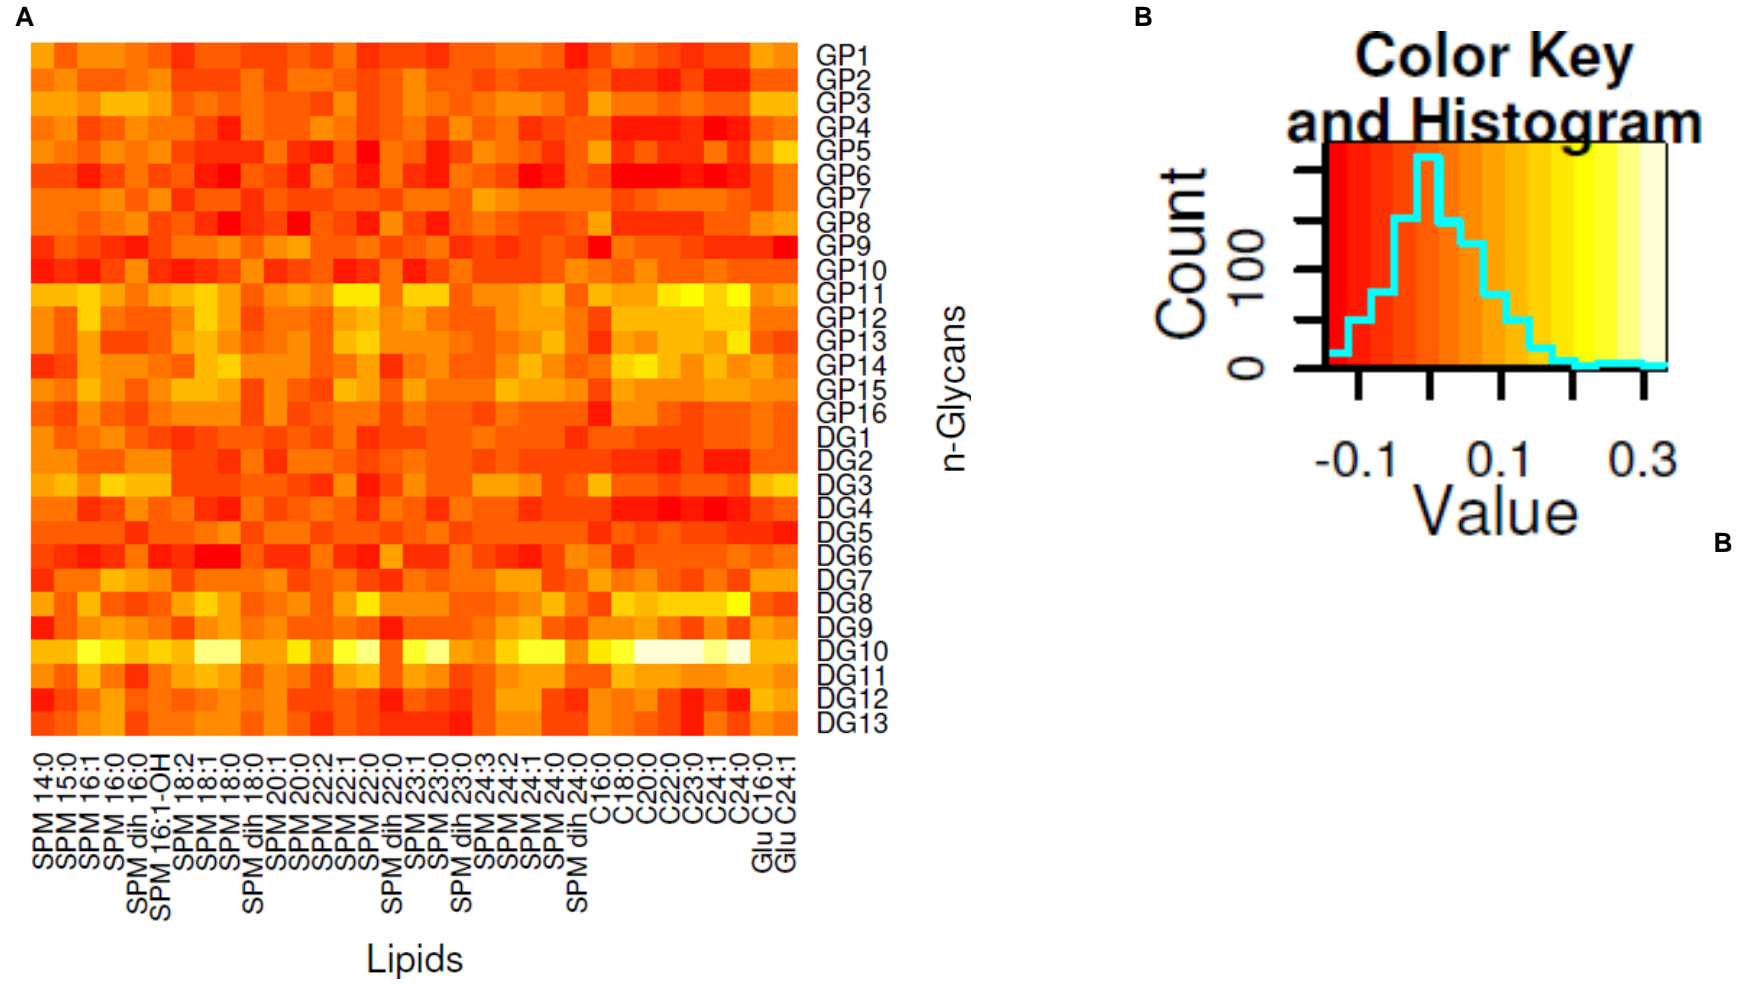 A
GP1
GP2
GP3
GP4
GP5
GP6
GP7
GP8
GP9
GP10
GP11
GP12
GP13
GP14
GP15
GP16
DG1
DG2
DG3
DG4
DG5
DG6
DG7
DG8
DG9
DG10
DG11
DG12
DG13
n-Glycans
SPM 14:0
SPM 15:0
SPM 16:1
SPM 16:0
SPM dih 16:0
SPM 16:1-OH
SPM 18:2
SPM 18:1
SPM 18:0
SPM dih 18:0
SPM 20:1
SPM 20:0
SPM 22:2
SPM 22:1
SPM 22:0
SPM dih 22:0
SPM 23:1
SPM 23:0
SPM dih 23:0
SPM 24:3
SPM 24:2
SPM 24:1
SPM 24:0
SPM dih 24:0
C16:0
C18:0
C20:0
C22:0
C23:0
C24:1
C24:0
Glu C16:0
Glu C24:1
Lipids
B
Color Key
and Histogram
Count
0
100
-0.1
0.1
0.3
Value
B